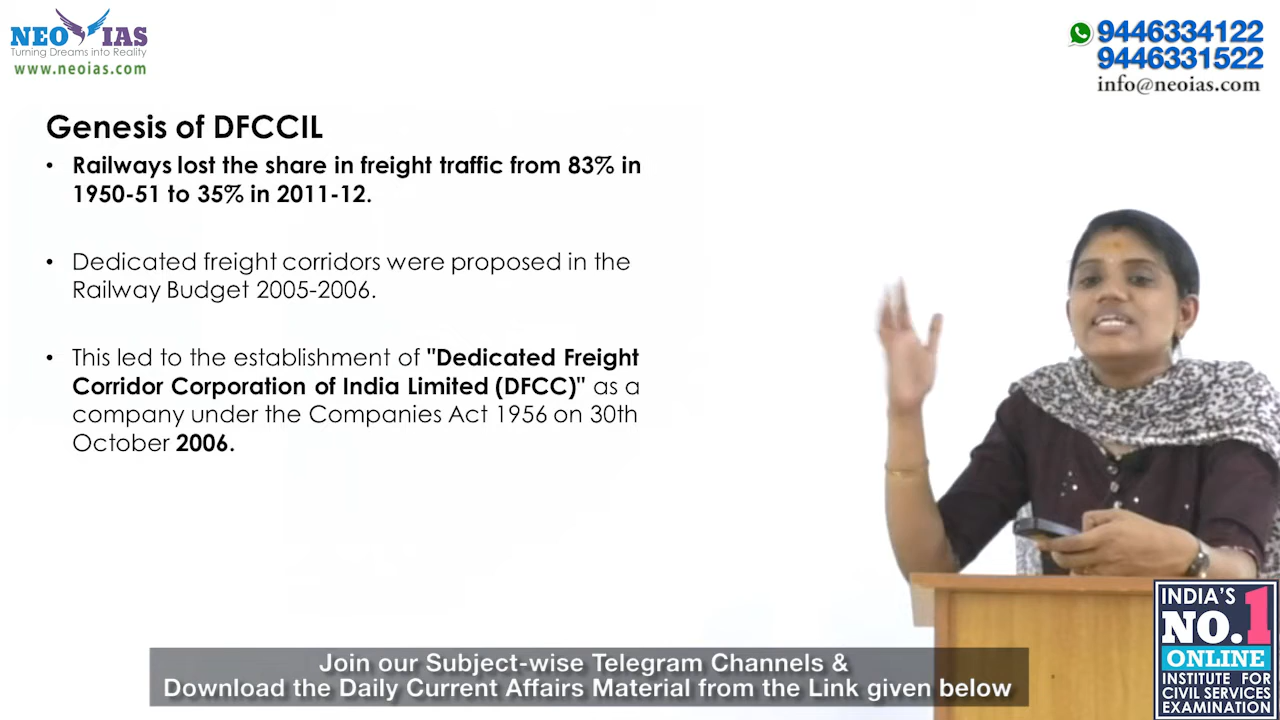 NEO IAS
Turning Dreams into Reality
www.neoias.com
9446334122
9446331522
info@neoias.com
Genesis of DFCCIL
• Railways lost the share in freight traffic from 83% in
1950-51 to 35% in 2011-12.
• Dedicated freight corridors were proposed in the
Railway Budget 2005-2006.
• This led to the establishment of "Dedicated Freight
Corridor Corporation of India Limited (DFCC)" as a
company under the Companies Act 1956 on 30th
October 2006.
INDIA'S
NO.1
ONLINE
INSTITUTE FOR
CIVIL SERVICES
EXAMINATION
Join our Subject-wise Telegram Channels &
Download the Daily Current Affairs Material from the Link given below